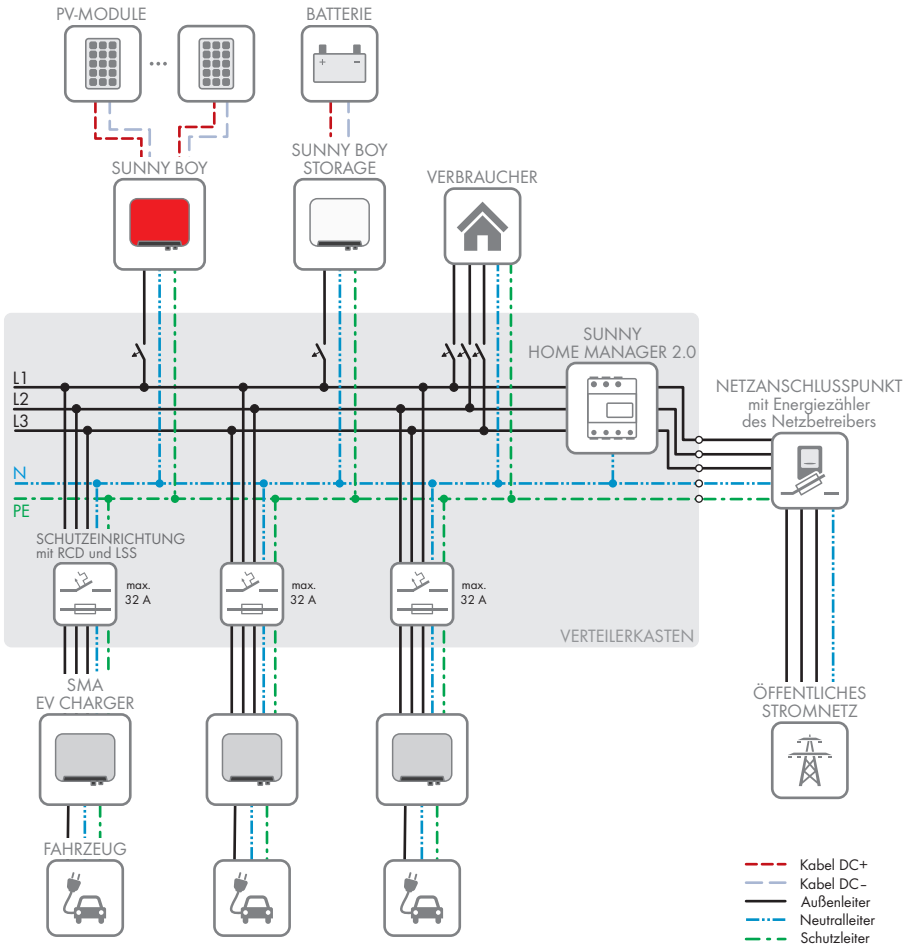 PV-MODULE
BATTERIE
SUNNY BOY
SUNNY BOY
STORAGE
VERBRAUCHER
SUNNY
HOME MANAGER 2.0
NETZANSCHLUSSPUNKT
mit Energiezähler
des Netzbetreibers
L1
L2
L3
N
PE
SCHUTZEINRICHTUNG
mit RCD und LSS
max.
32 A
max.
32 A
max.
32 A
VERTEILERKASTEN
SMA
EV CHARGER
ÖFFENTLICHES
STROMNETZ
FAHRZEUG
Kabel DC+
Kabel DC–
Außenleiter
Neutralleiter
Schutzleiter